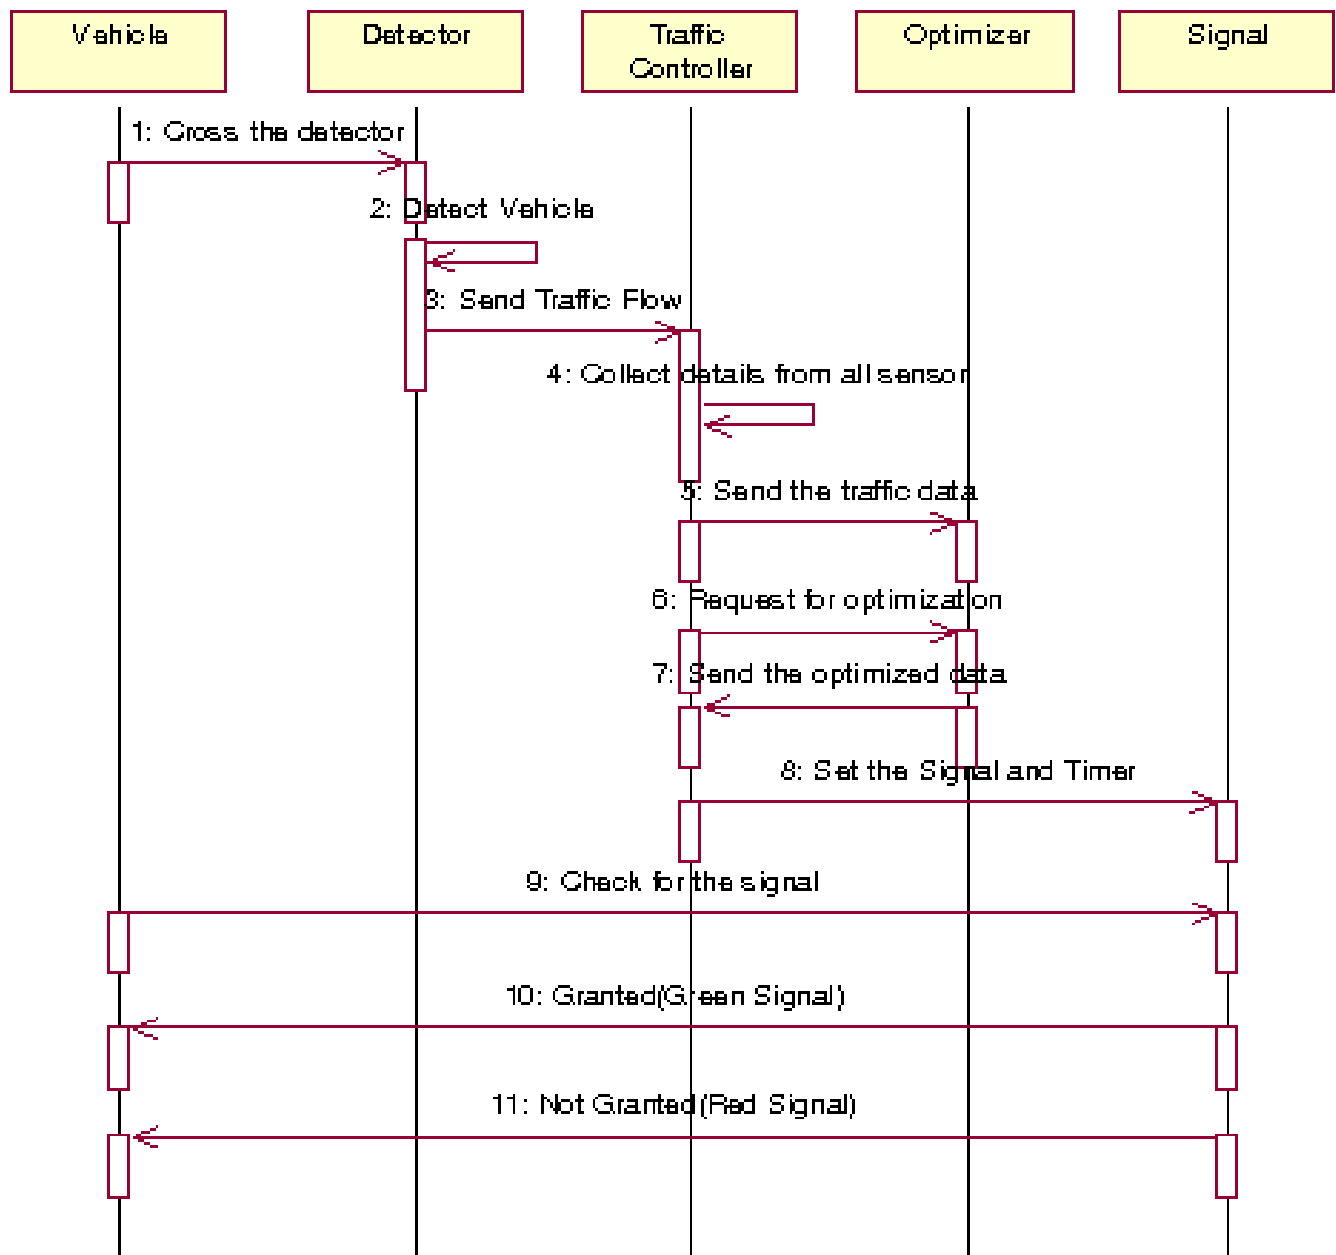 Vehicle
Detector
Traffic
Controller
Optimizer
Signal
1: Cross the detector
2: Detect Vehicle
3: Send Traffic Flow
4: Collect details from all sensor
5: Send the traffic data
6: Request for optimization
7: Send the optimized data
8: Set the Signal and Timer
9: Check for the signal
10: Granted(Green Signal)
11: Not Granted(Red Signal)